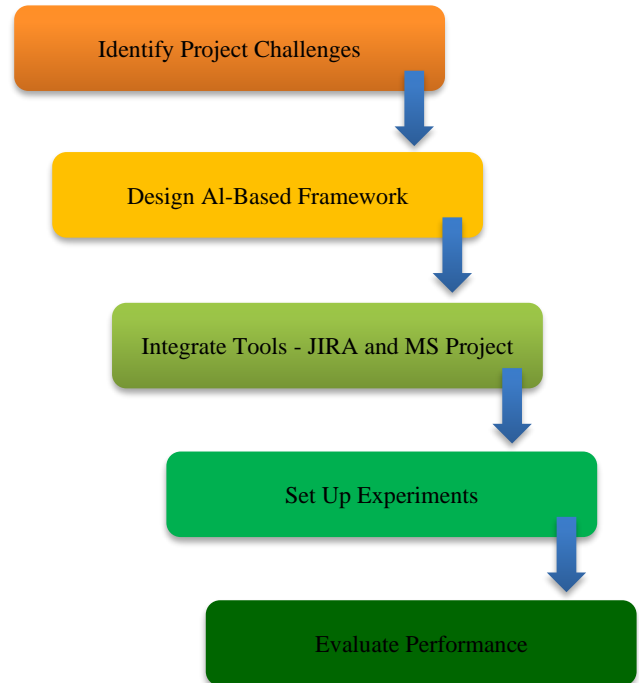 Identify Project Challenges
Design Al-Based Framework
Integrate Tools - JIRA and MS Project
Set Up Experiments
Evaluate Performance